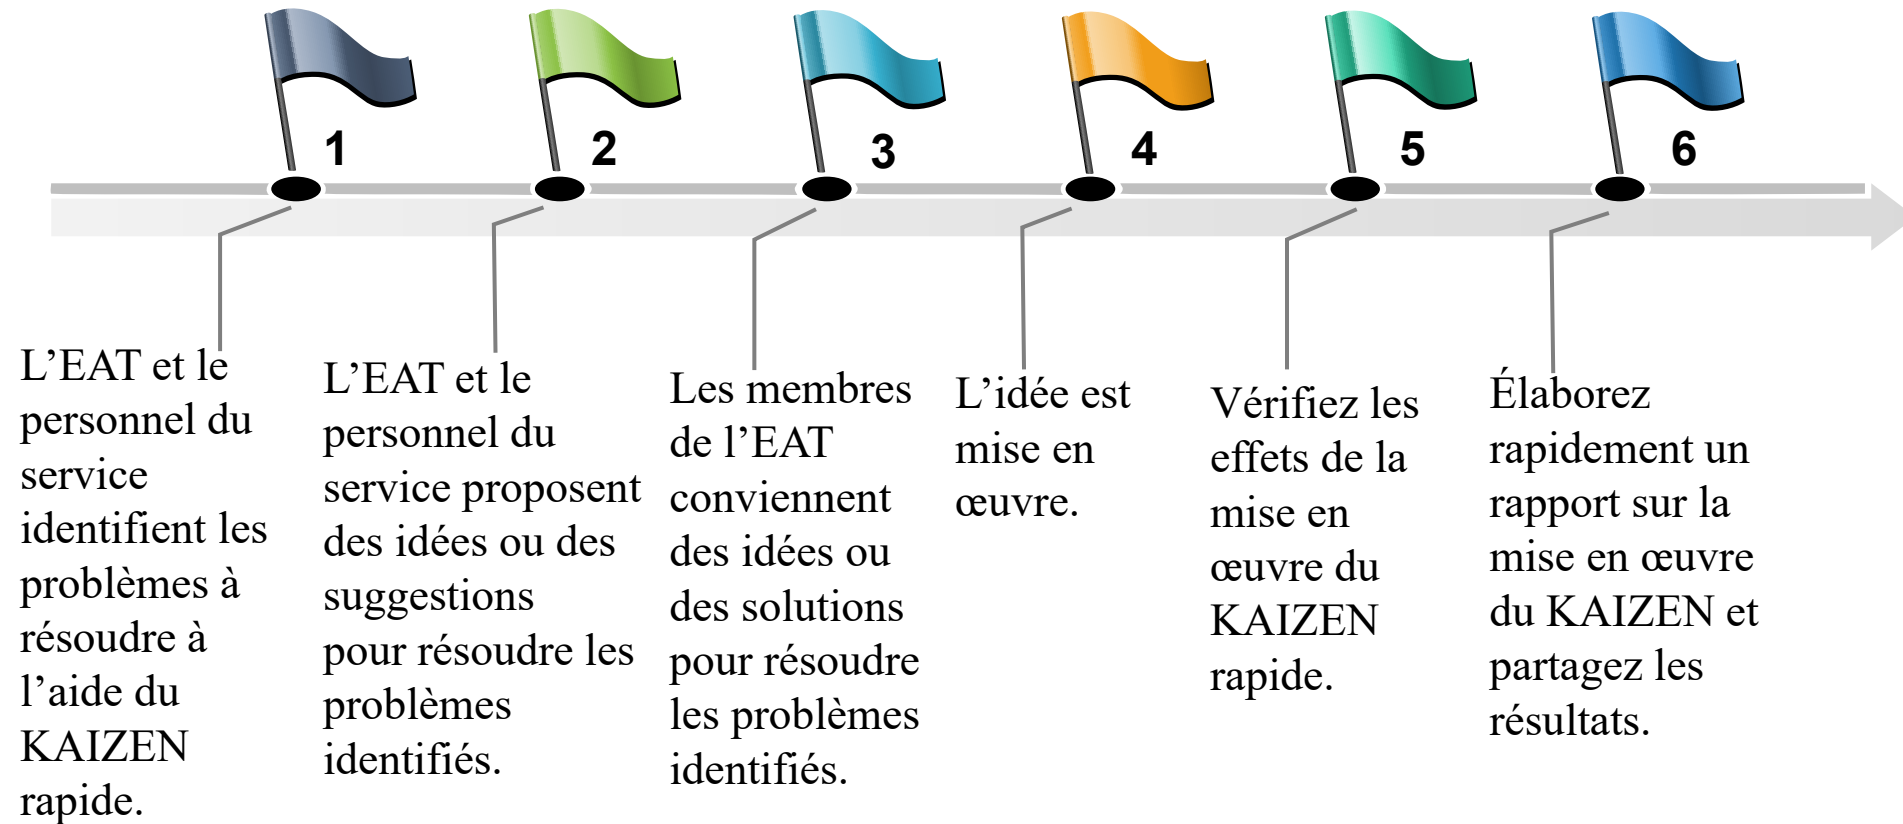 1
2
3
4
5
6
L’EAT et le
personnel du
service
identifient les
problèmes à
résoudre à
l’aide du
KAIZEN
rapide.
L’EAT et le
personnel du
service proposent
des idées ou des
suggestions
pour résoudre les
problèmes
identifiés.
Les membres
de l’EAT
conviennent
des idées ou
des solutions
pour résoudre
les problèmes
identifiés.
L’idée est
mise en
œuvre.
Vérifiez les
effets de la
mise en
œuvre du
KAIZEN
rapide.
Élaborez
rapidement un
rapport sur la
mise en œuvre
du KAIZEN et
partagez les
résultats.